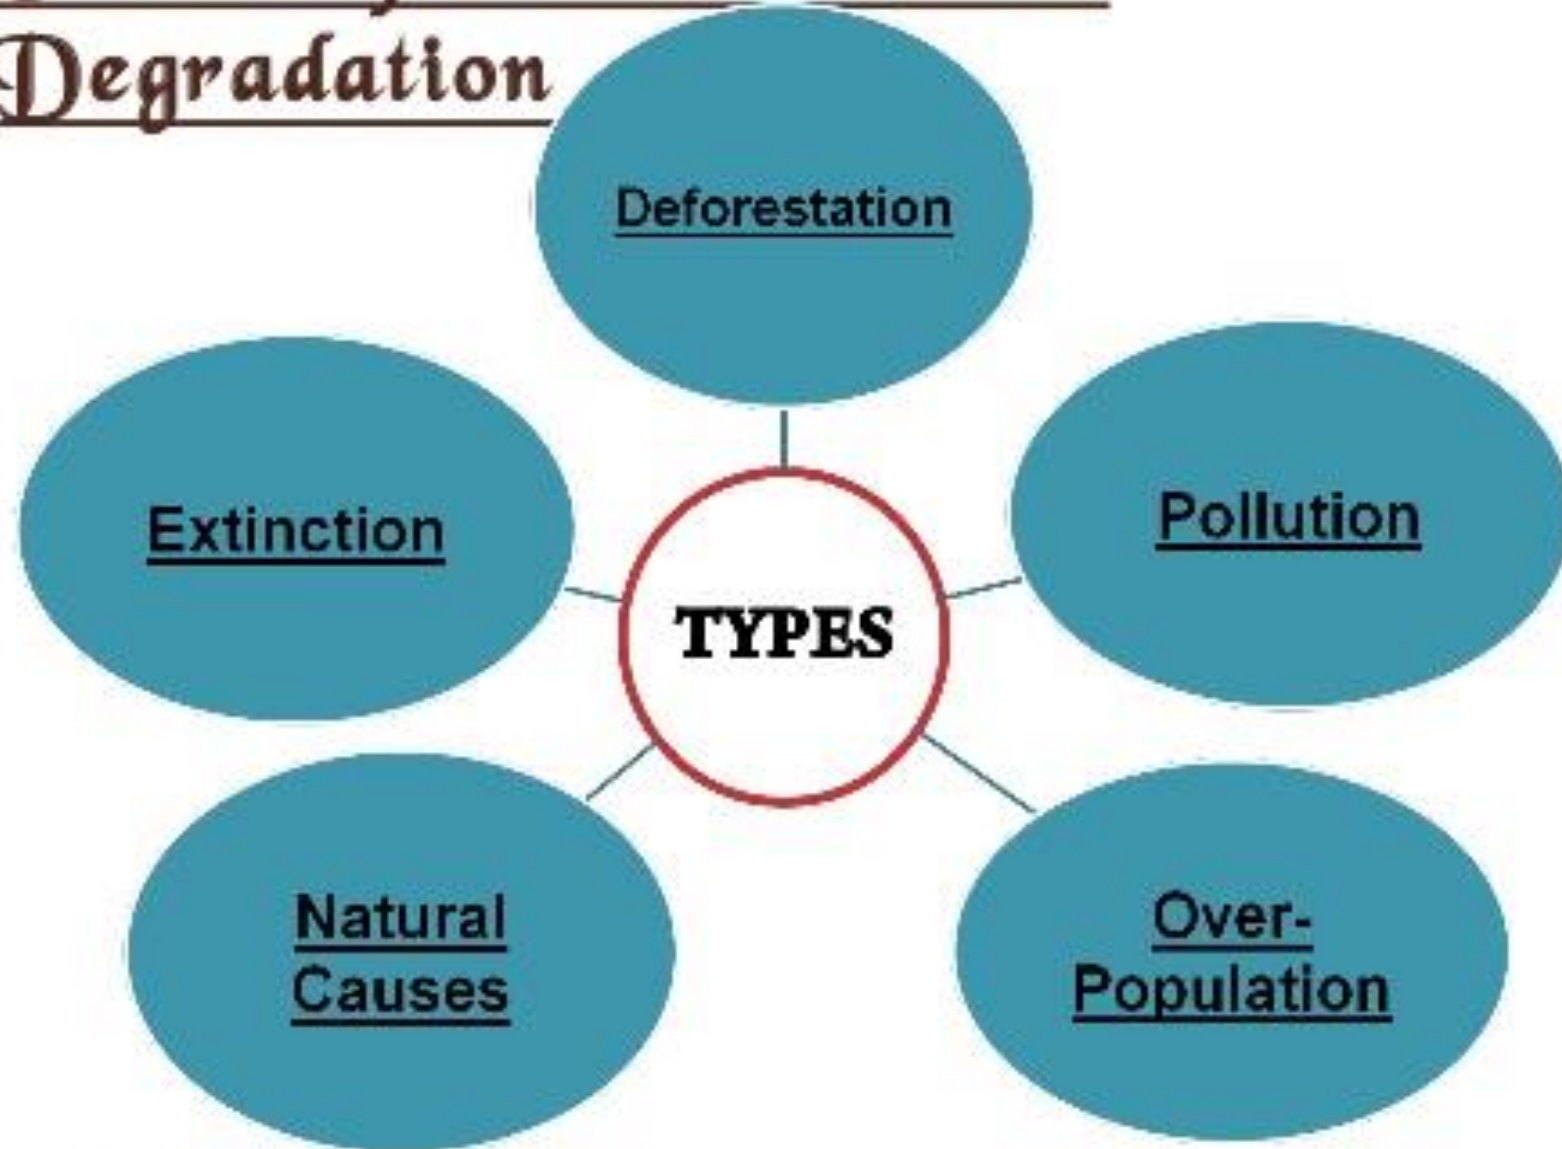 Degradation
Deforestation
Pollution
Extinction
TYPES
Natural
Causes
Over-
Population